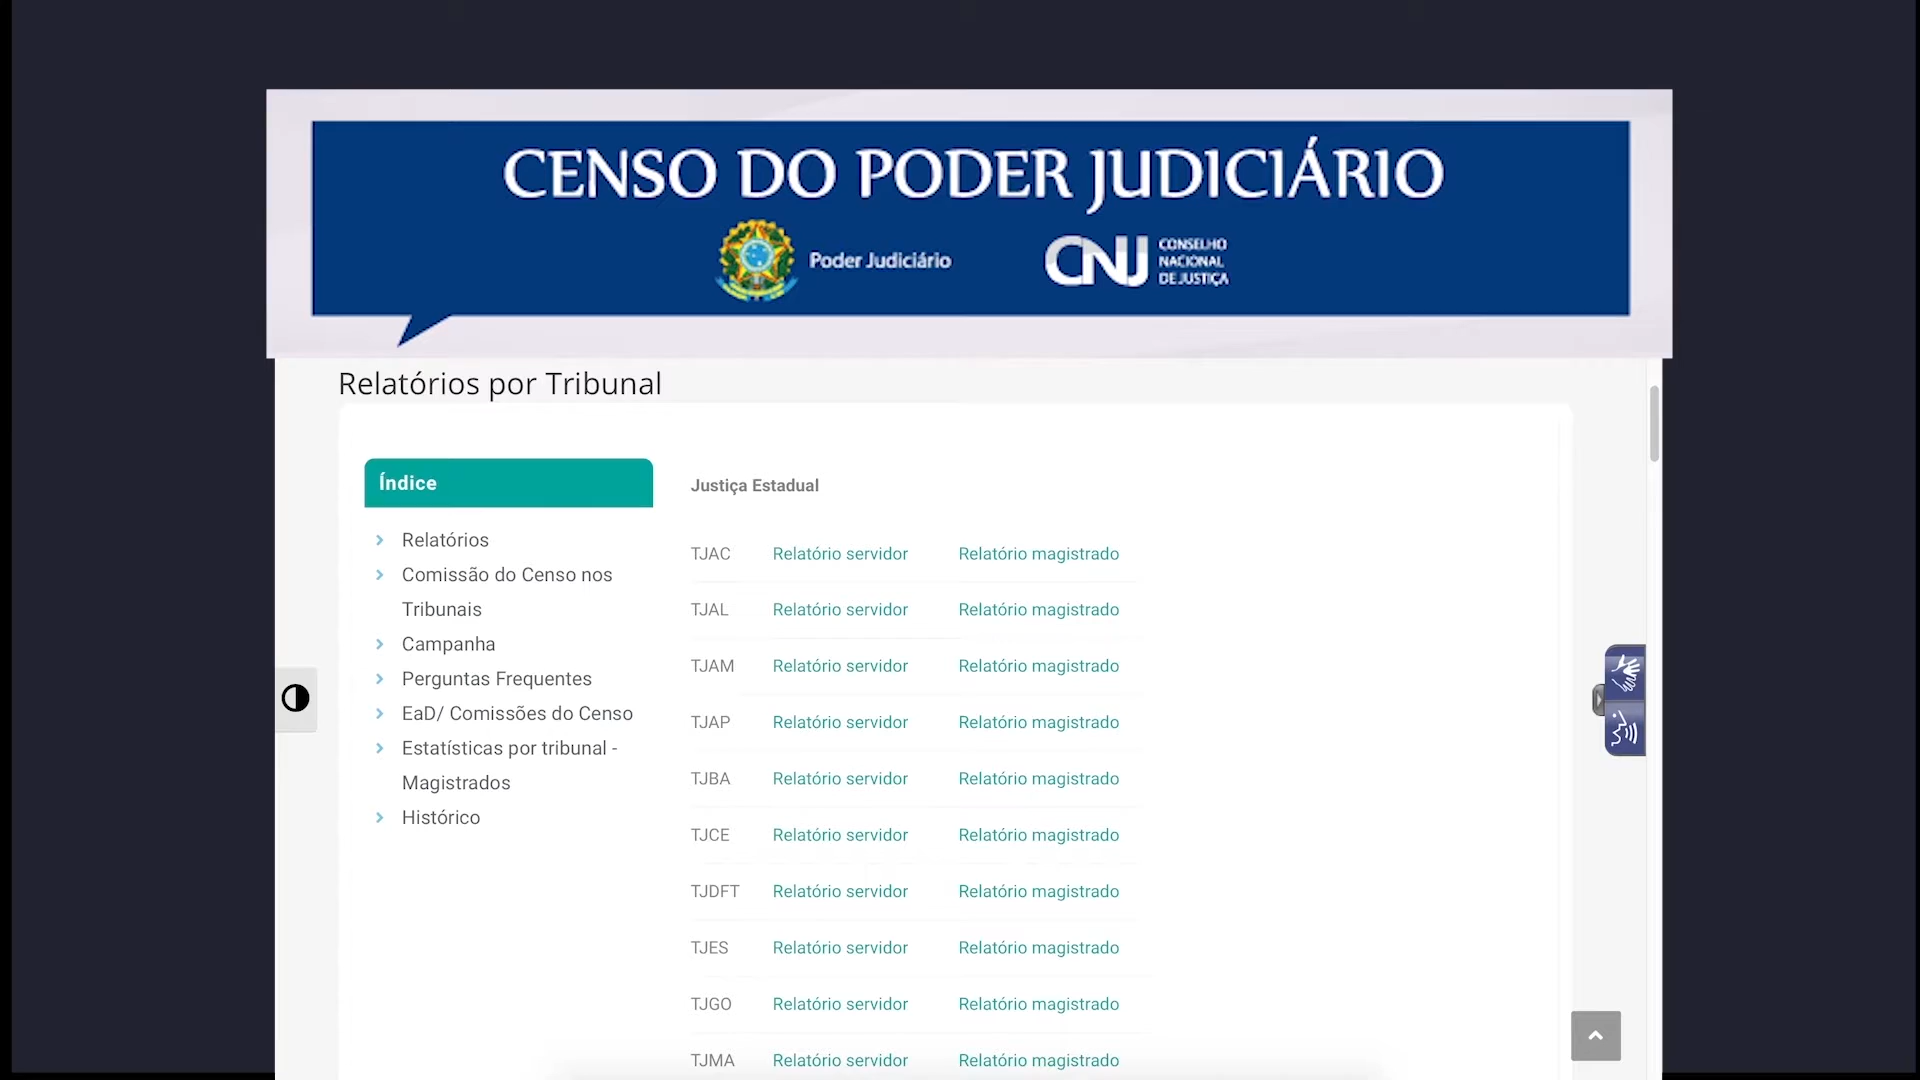 CENSO DO PODER JUDICIÁRIO
Poder Judiciário
CNJ
CONSELHO
NACIONAL
DE JUSTIÇA
Relatórios por Tribunal
Índice
Relatórios
Comissão do Censo nos
Tribunais
Campanha
Perguntas Frequentes
EaD/ Comissões do Censo
Estatísticas por tribunal -
Magistrados
Histórico
Justiça Estadual
TJAC Relatório servidor Relatório magistrado
TJAL Relatório servidor Relatório magistrado
TJAM Relatório servidor Relatório magistrado
TJAP Relatório servidor Relatório magistrado
TJBA Relatório servidor Relatório magistrado
TJCE Relatório servidor Relatório magistrado
TJDFT Relatório servidor Relatório magistrado
TJES Relatório servidor Relatório magistrado
TJGO Relatório servidor Relatório magistrado
TJMA Relatório servidor Relatório magistrado